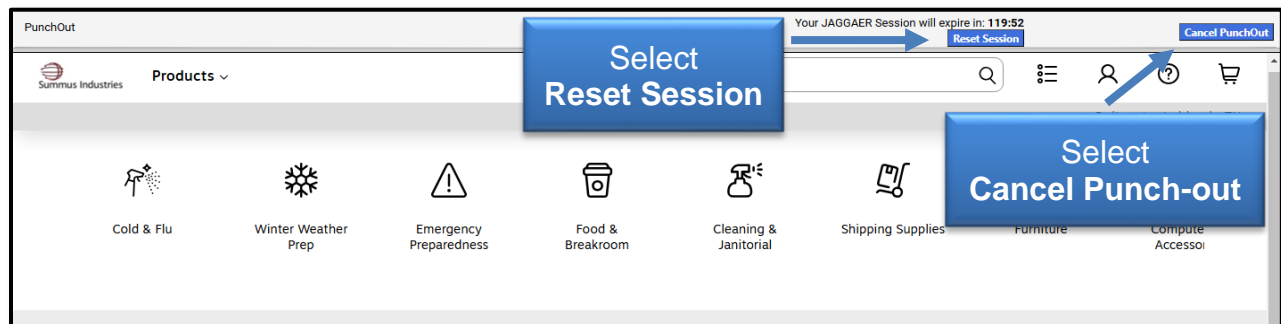 PunchOut
Your JAGGAER Session will expire in: 119:52
Reset Session
Cancel PunchOut
Select
Reset Session
Summus Industries
Products
Select
Cancel Punch-out
Cold & Flu
Winter Weather
Prep
Emergency
Preparedness
Food &
Breakroom
Cleaning &
Janitorial
Shipping Supplies
Furniture
Compute
Accessor